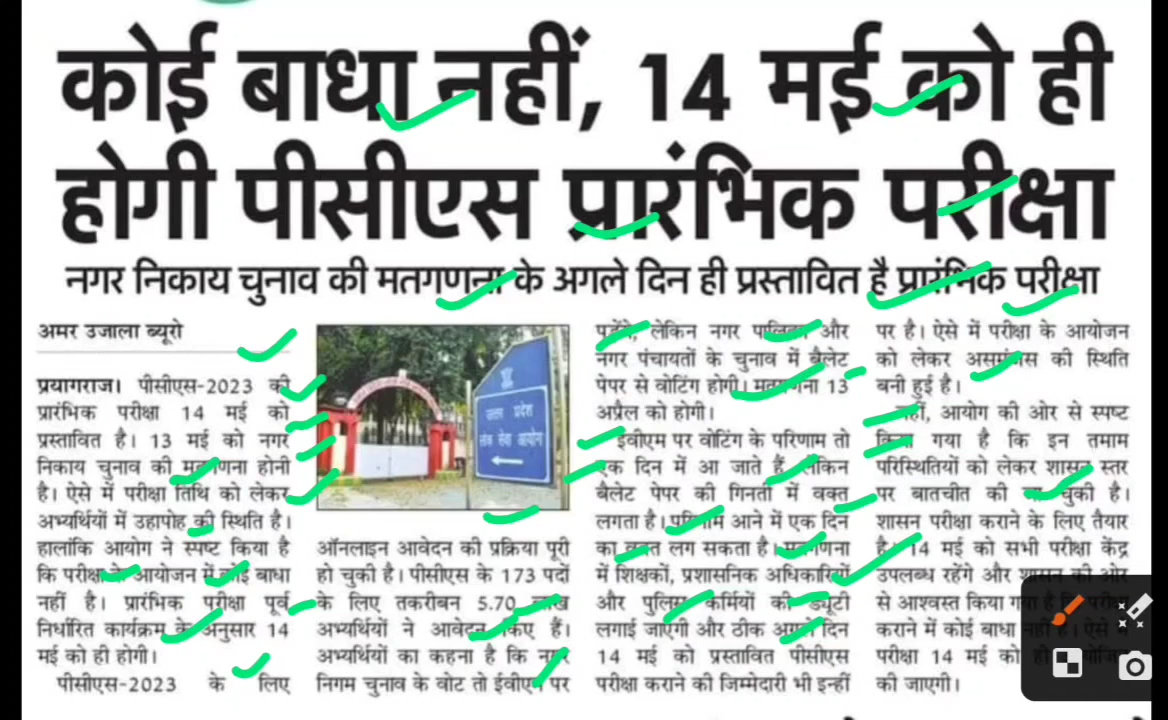 कोई बाधा नहीं, 14 मई को ही
होगी पीसीएस प्रारंभिक परीक्षा
नगर निकाय चुनाव की मतगणना के अगले दिन ही प्रस्तावित है प्रारंभिक परीक्षा
अमर उजाला ब्यूरो
प्रयागराज। पीसीएस-2023 की
प्रारंभिक परीक्षा 14 मई को
प्रस्तावित है। 13 मई को नगर
निकाय चुनाव की मतगणना होनी
है। ऐसे में परीक्षा तिथि को लेकर
अभ्यर्थियों में उहापोह की स्थिति है।
हालांकि आयोग ने स्पष्ट किया है
कि परीक्षा के आयोजन में कोई बाधा
नहीं है। प्रारंभिक परीक्षा पूर्व
निर्धारित कार्यक्रम के अनुसार 14
मई को ही होगी।
पीसीएस-2023 के लिए
उत्तर प्रदेश
लोक सेवा आयोग
ऑनलाइन आवेदन की प्रक्रिया पूरी
हो चुकी है। पीसीएस के 173 पदों
के लिए तकरीबन 5.70 लाख
अभ्यर्थियों ने आवेदन किए हैं।
अभ्यर्थियों का कहना है कि नगर
निगम चुनाव के वोट तो ईवीएम पर
पड़ेंगे, लेकिन नगर पालिका और
नगर पंचायतों के चुनाव में बैलेट
पेपर से वोटिंग होगी। मतगणना 13
अप्रैल को होगी।
ईवीएम पर वोटिंग के परिणाम तो
एक दिन में आ जाते हैं लेकिन
बैलेट पेपर की गिनती में वक्त
लगता है। परिणाम आने में एक दिन
का वक्त लग सकता है। मतगणना
में शिक्षकों, प्रशासनिक अधिकारियों
और पुलिस कर्मियों की ड्यूटी
लगाई जाएगी और ठीक अगले दिन
14 मई को प्रस्तावित पीसीएस
परीक्षा कराने की जिम्मेदारी भी इन्हीं
पर है। ऐसे में परीक्षा के आयोजन
को लेकर असमंजस की स्थिति
बनी हुई है।
वहीं, आयोग की ओर से स्पष्ट
किया गया है कि इन तमाम
परिस्थितियों को लेकर शासन स्तर
पर बातचीत की जा चुकी है।
शासन परीक्षा कराने के लिए तैयार
है। 14 मई को सभी परीक्षा केंद्र
उपलब्ध रहेंगे और शासन की ओर
से आश्वस्त किया गया है कि परीक्षा
कराने में कोई बाधा नहीं है। ऐसे में
परीक्षा 14 मई को ही
की जाएगी।